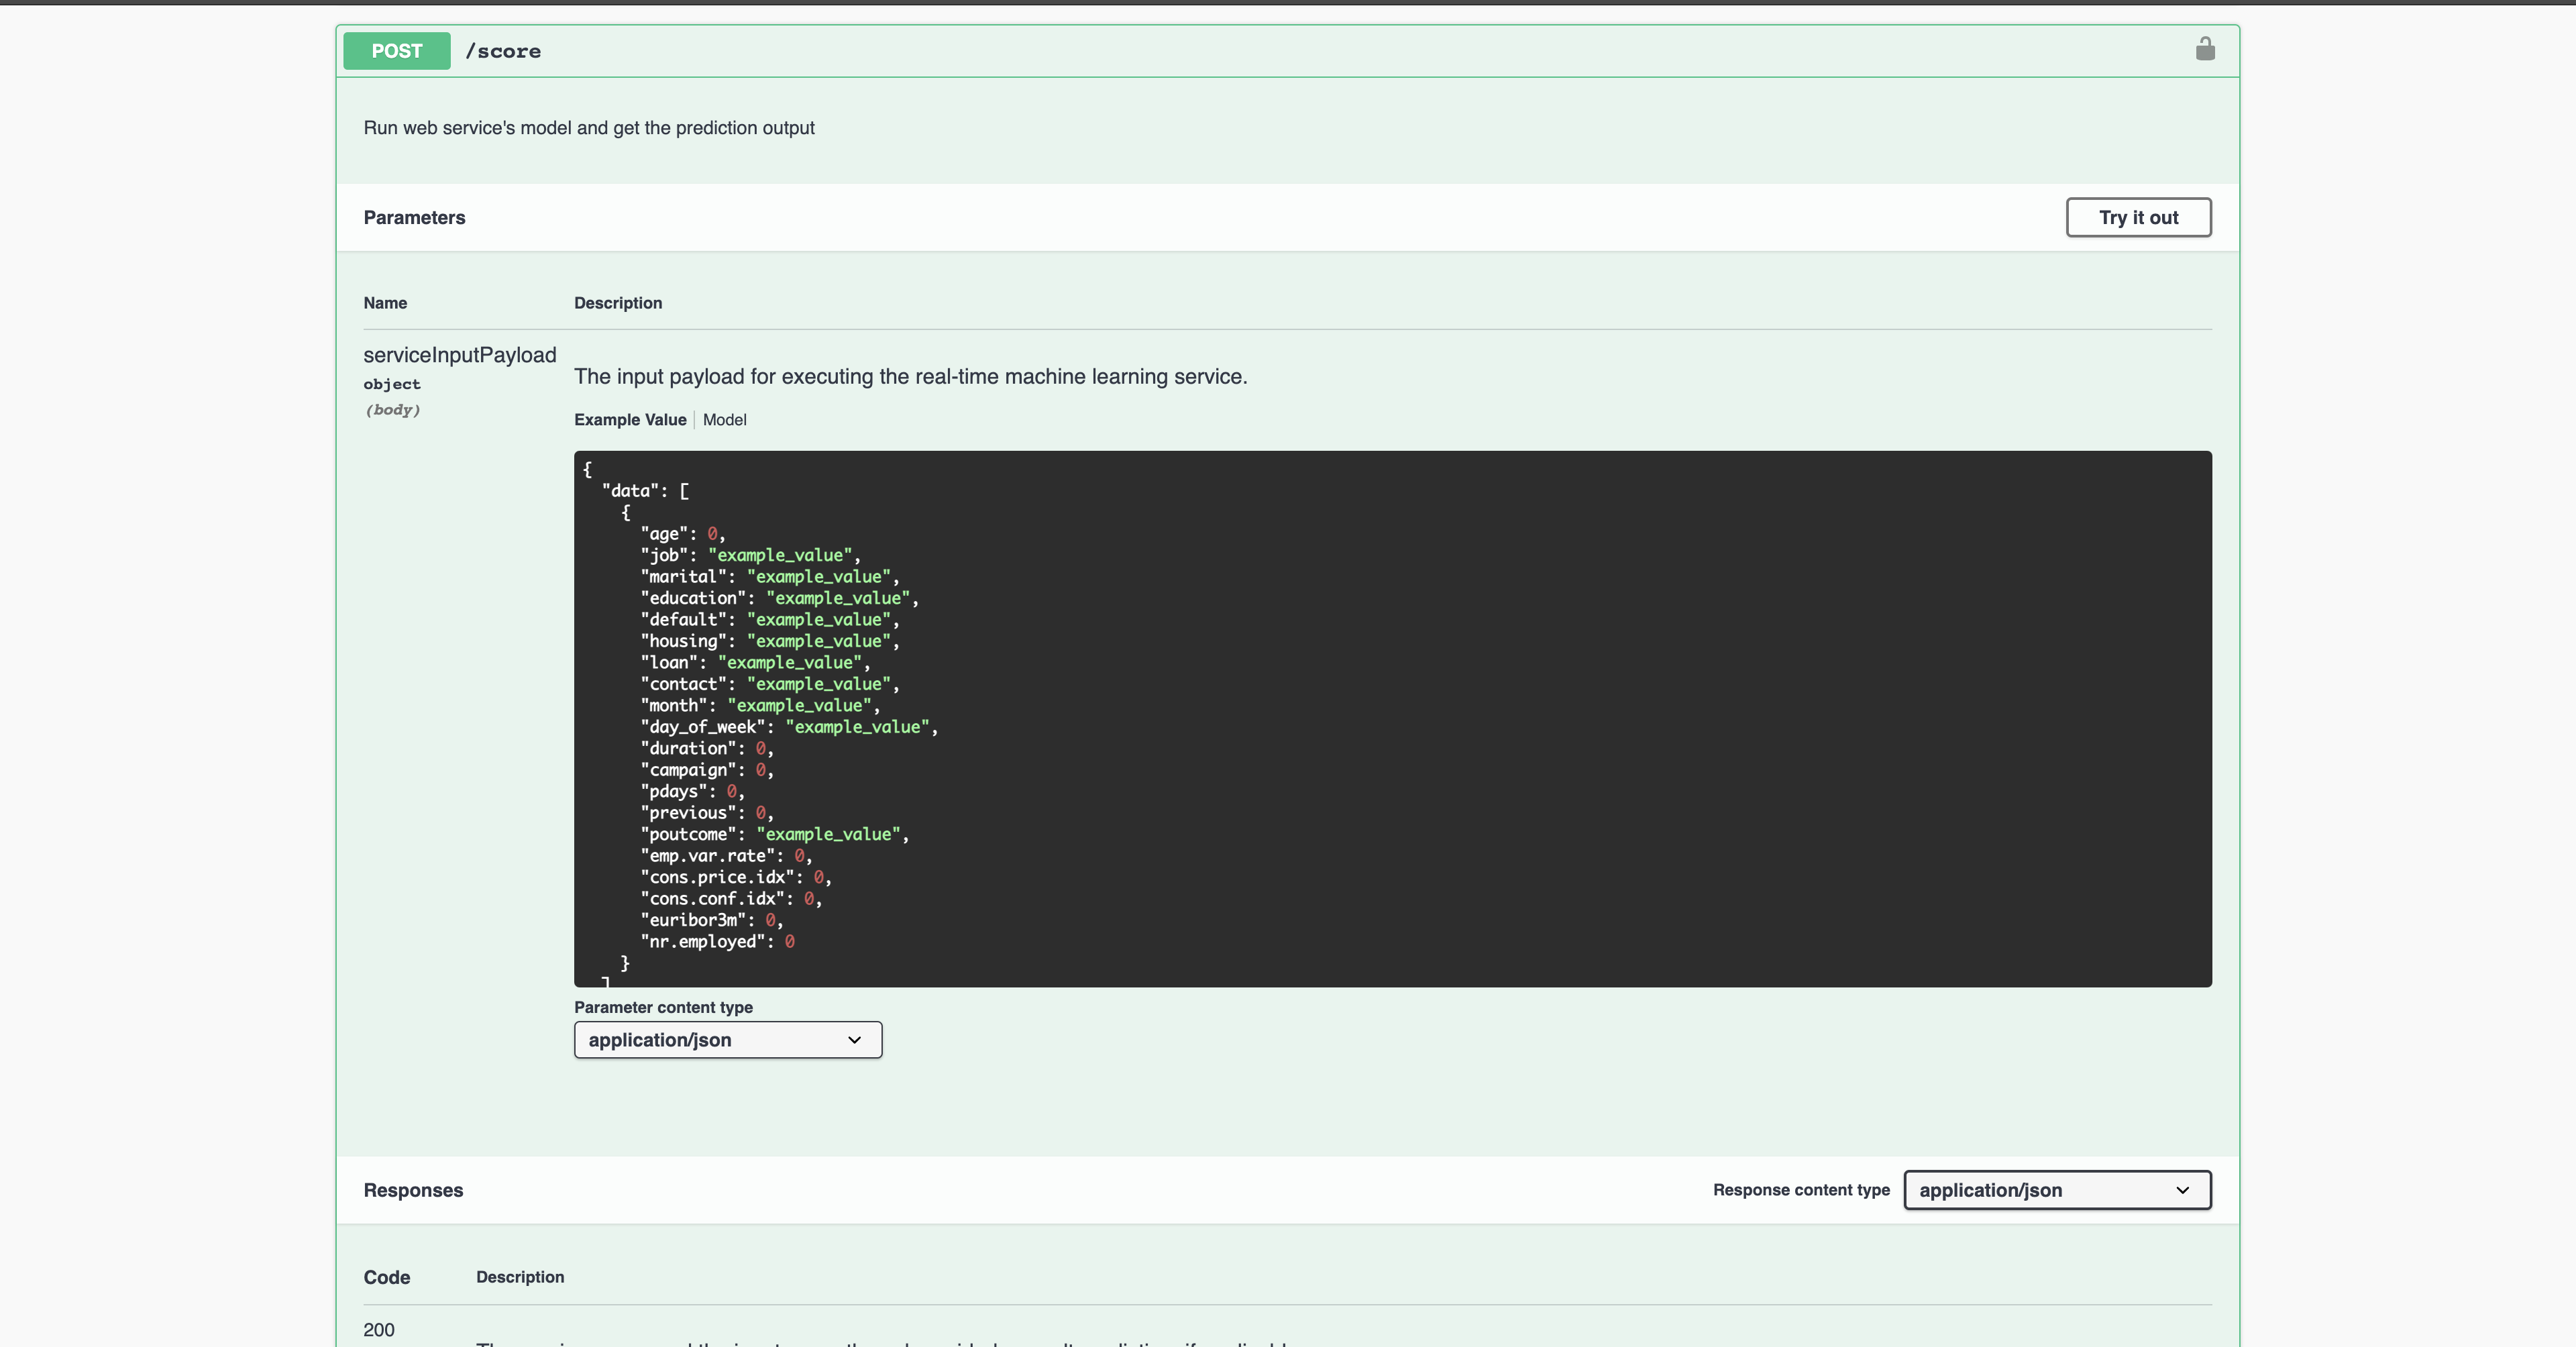 POST /score
Run web service's model and get the prediction output
Parameters
Try it out
Name Description
serviceInputPayload
object
(body)
The input payload for executing the real-time machine learning service.
Example Value Model
{
  "data": [
    {
      "age": 0,
      "job": "example_value",
      "marital": "example_value",
      "education": "example_value",
      "default": "example_value",
      "housing": "example_value",
      "loan": "example_value",
      "contact": "example_value",
      "month": "example_value",
      "day_of_week": "example_value",
      "duration": 0,
      "campaign": 0,
      "pdays": 0,
      "previous": 0,
      "poutcome": "example_value",
      "emp.var.rate": 0,
      "cons.price.idx": 0,
      "cons.conf.idx": 0,
      "euribor3m": 0,
      "nr.employed": 0
    }
  ]
Parameter content type
application/json
Responses
Response content type application/json
Code Description
200